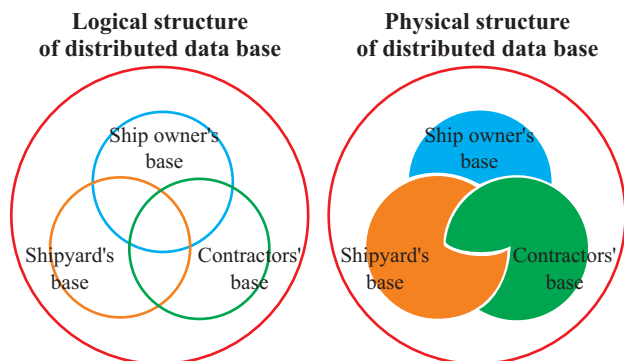 Logical structure
of distributed data base
Physical structure
of distributed data base
Ship owner's
base
Shipyard's
base
Contractors'
base
Ship owner's
base
Shipyard's
base
Contractors'
base